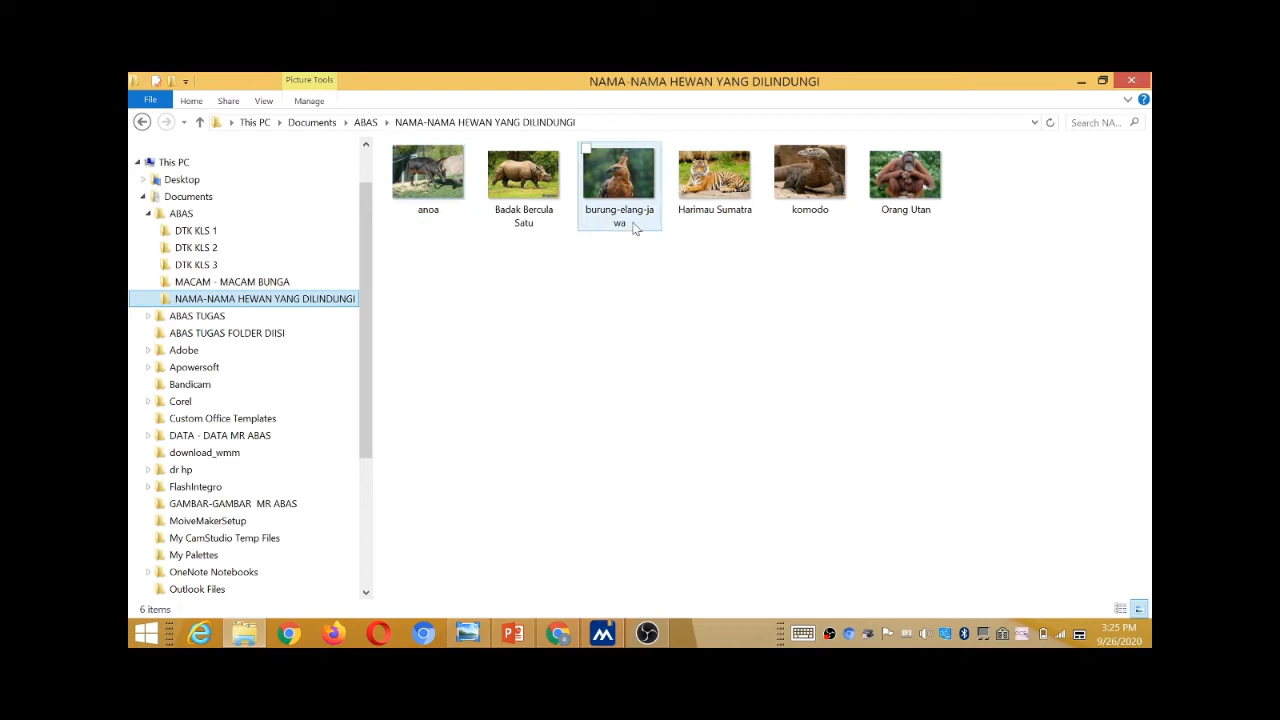 Picture Tools
NAMA-NAMA HEWAN YANG DILINDUNGI
File
Home
Share
View
Manage
This PC
Documents
ABAS
NAMA-NAMA HEWAN YANG DILINDUNGI
Search NA...
This PC
Desktop
Documents
ABAS
DTK KLS 1
DTK KLS 2
DTK KLS 3
MACAM - MACAM BUNGA
NAMA-NAMA HEWAN YANG DILINDUNGI
ABAS TUGAS
ABAS TUGAS FOLDER DIISI
Adobe
Apowersoft
Bandicam
Corel
Custom Office Templates
DATA - DATA MR ABAS
download_wmm
dr hp
FlashIntegro
GAMBAR-GAMBAR MR ABAS
MoiveMakerSetup
My CamStudio Temp Files
My Palettes
OneNote Notebooks
Outlook Files
anoa
Badak Bercula
Satu
burung-elang-ja
wa
Harimau Sumatra
komodo
Orang Utan
6 items
3:25 PM
9/26/2020